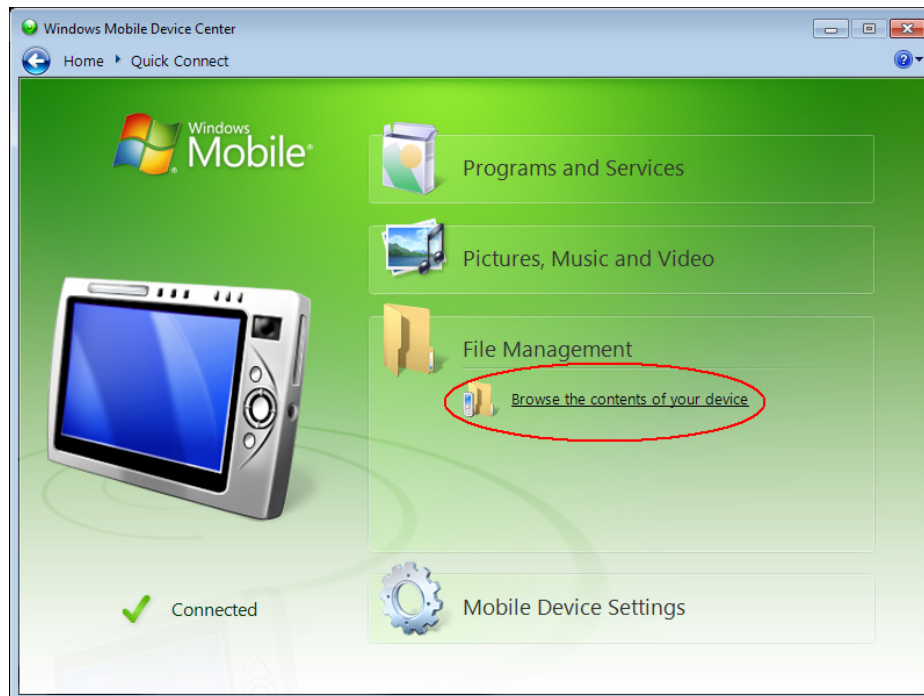 Windows Mobile Device Center
Home Quick Connect
Windows
Mobile
Programs and Services
Pictures, Music and Video
File Management
Browse the contents of your device
Connected
Mobile Device Settings